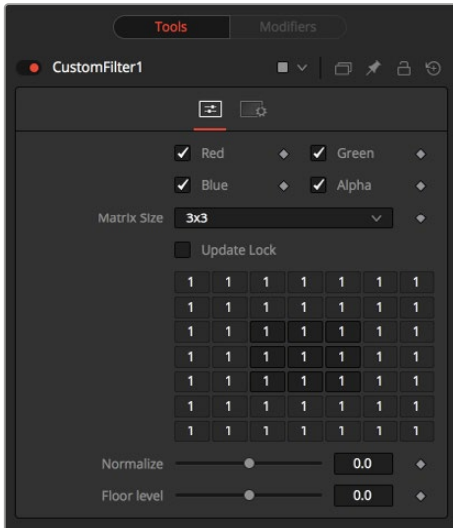 Tools Modifiers
CustomFilter1
Red Green
Blue Alpha
Matrix Size 3x3
Update Lock
1 1 1 1 1 1 1
1 1 1 1 1 1 1
1 1 1 1 1 1 1
1 1 1 1 1 1 1
1 1 1 1 1 1 1
1 1 1 1 1 1 1
1 1 1 1 1 1 1
Normalize 0.0
Floor level 0.0